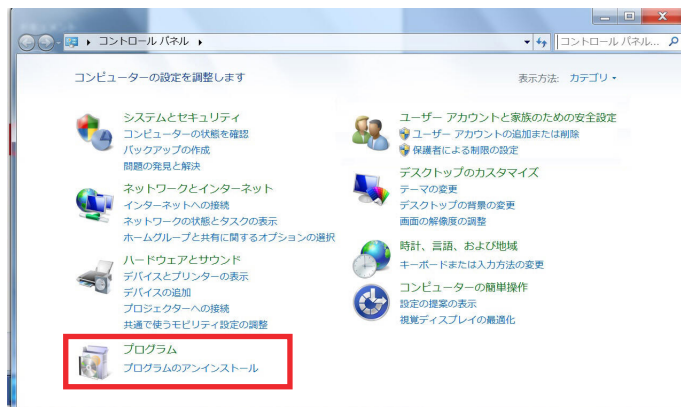 コントロール パネル
コントロール パネル...
コンピューターの設定を調整します
表示方法: カテゴリ
システムとセキュリティ
コンピューターの状態を確認
バックアップの作成
問題の発見と解決
ネットワークとインターネット
インターネットへの接続
ネットワークの状態とタスクの表示
ホームグループと共有に関するオプションの選択
ハードウェアとサウンド
デバイスとプリンターの表示
デバイスの追加
プロジェクターへの接続
共通で使うモビリティ設定の調整
プログラム
プログラムのアンインストール
ユーザー アカウントと家族のための安全設定
ユーザー アカウントの追加または削除
保護者による制限の設定
デスクトップのカスタマイズ
テーマの変更
デスクトップの背景の変更
画面の解像度の調整
時計、言語、および地域
キーボードまたは入力方法の変更
コンピューターの簡単操作
設定の提案の表示
視覚ディスプレイの最適化